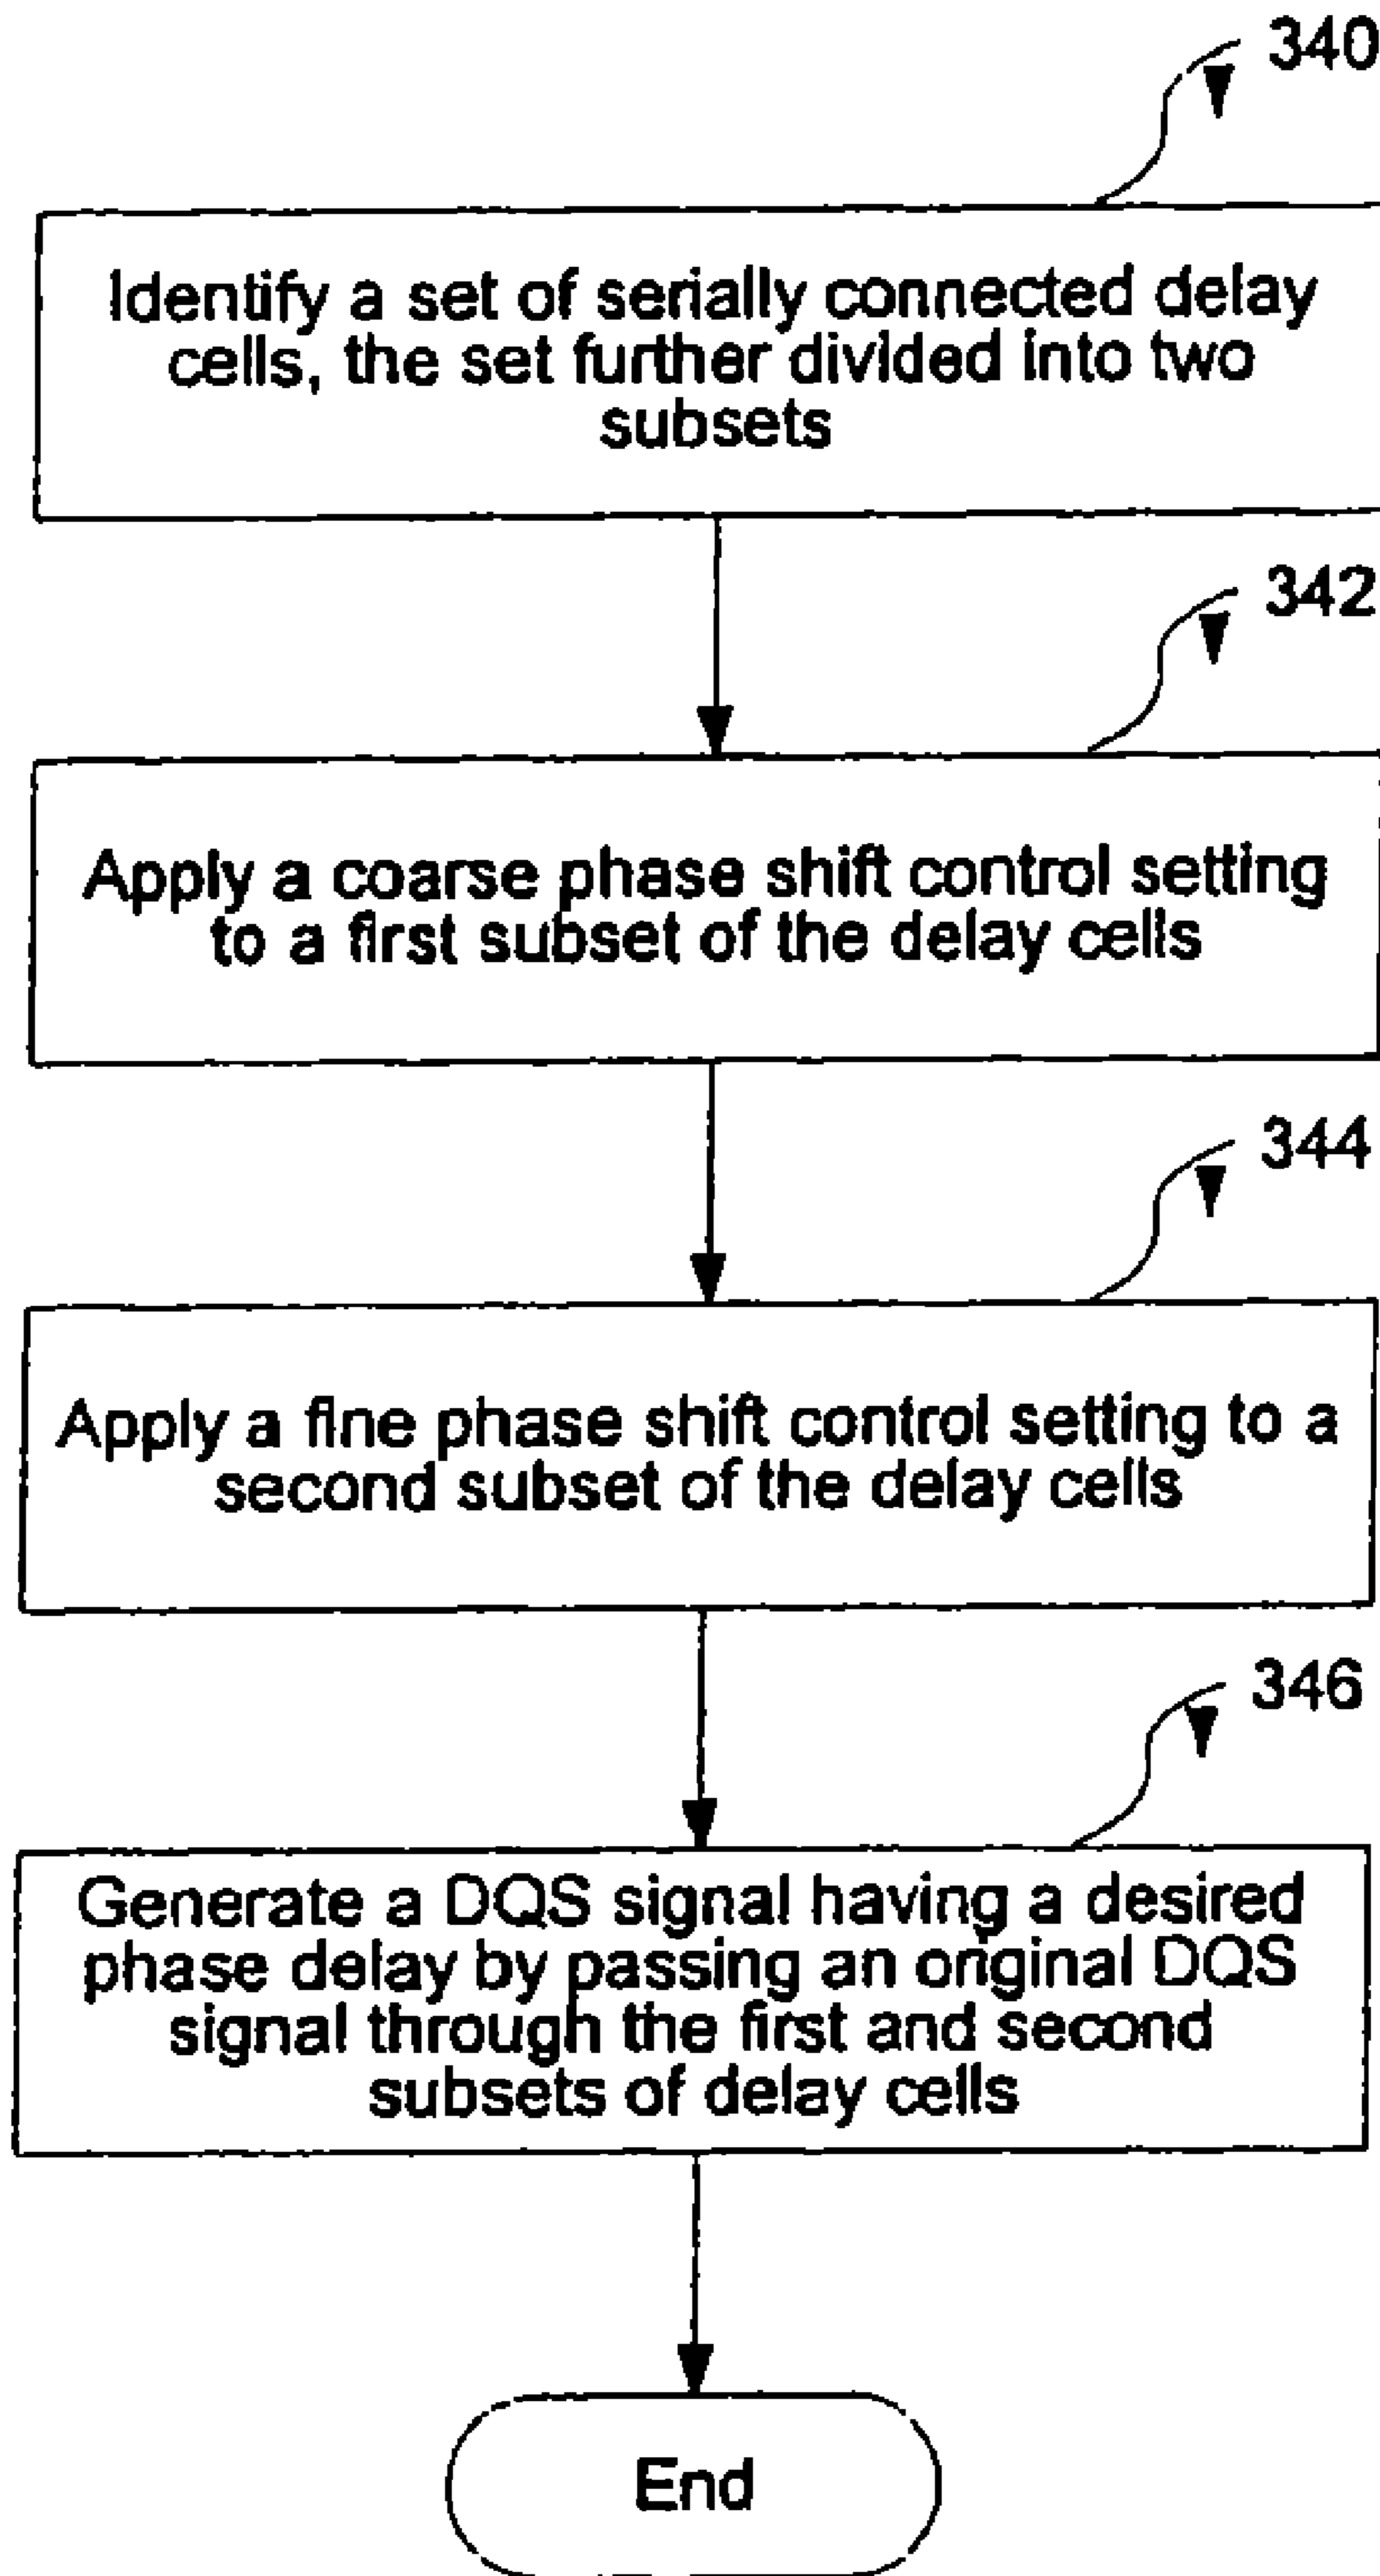 340
Identify a set of serially connected delay
cells, the set further divided into two
subsets
342
Apply a coarse phase shift control setting
to a first subset of the delay cells
344
Apply a fine phase shift control setting to a
second subset of the delay cells
346
Generate a DQS signal having a desired
phase delay by passing an original DQS
signal through the first and second
subsets of delay cells
End